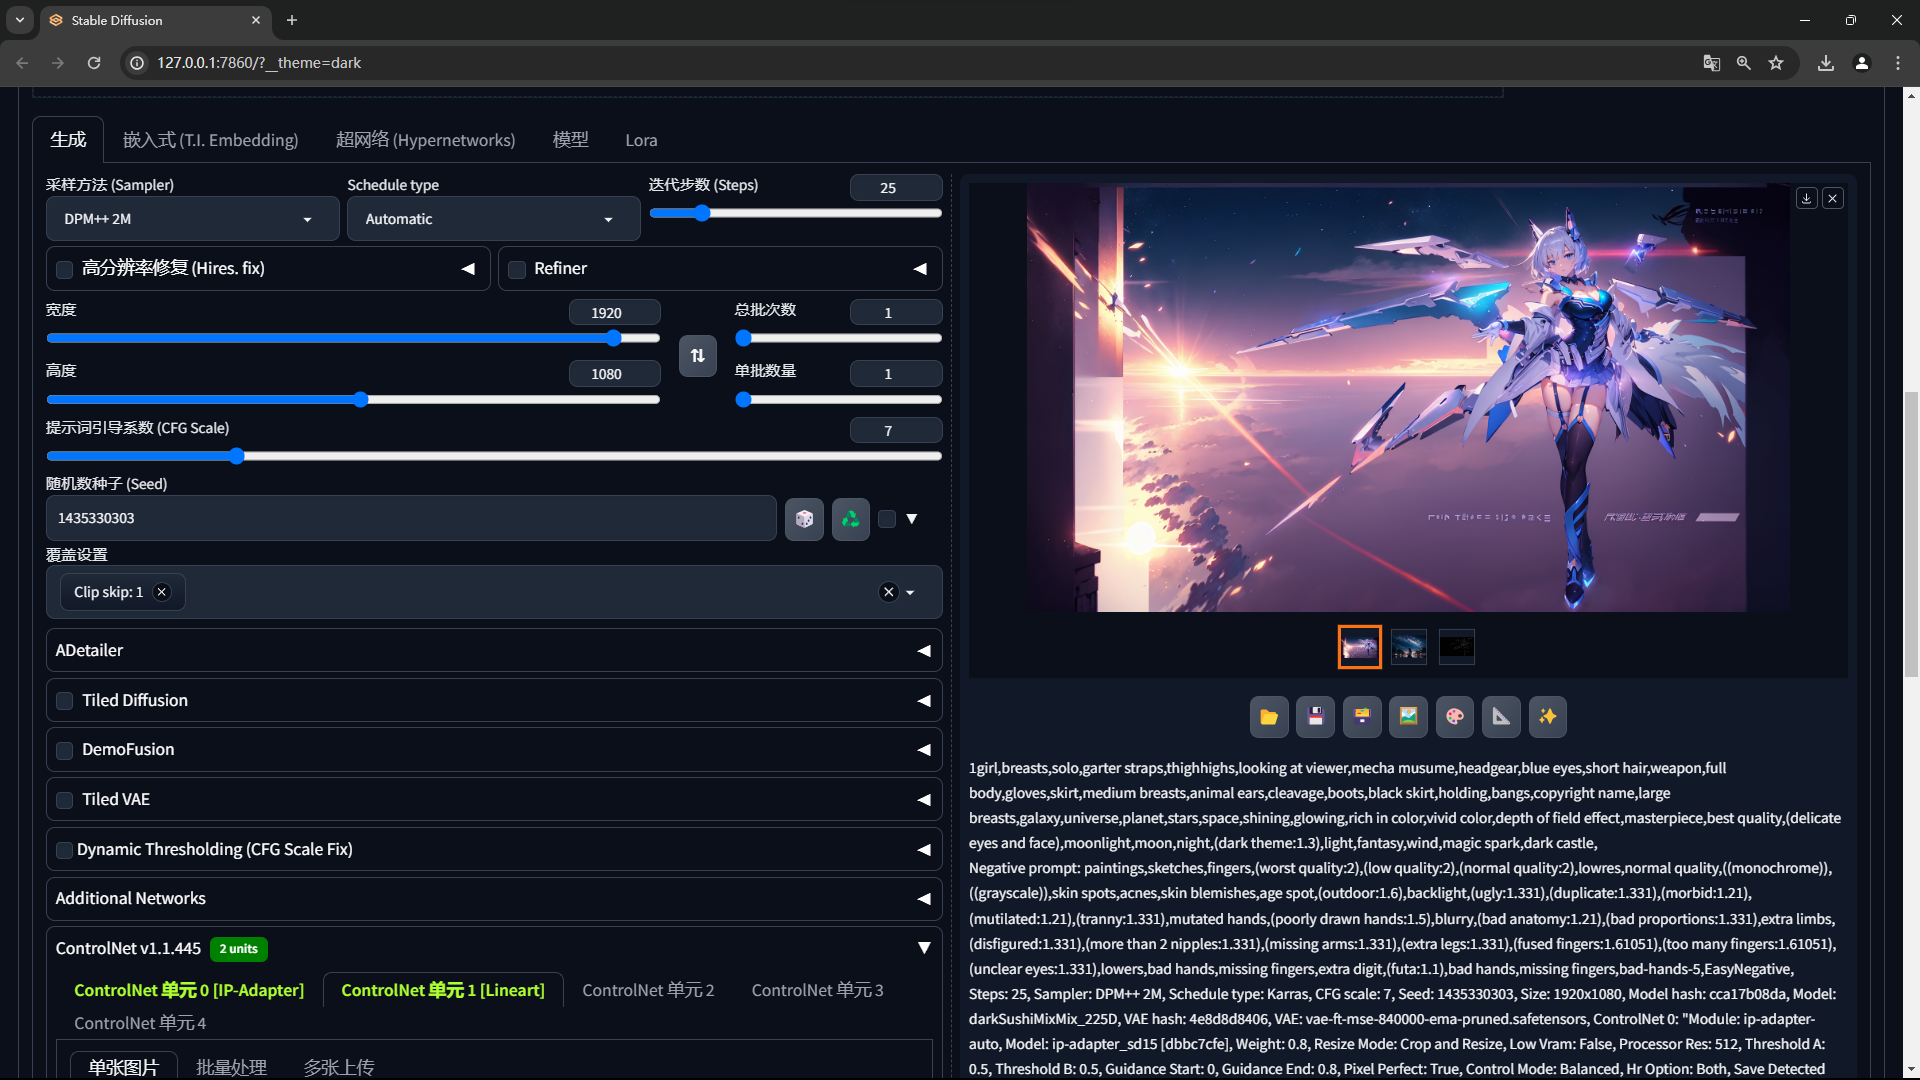 Stable Diffusion
127.0.0.1:7860/?__theme=dark
生成
嵌入式 (T.I. Embedding)
超网络 (Hypernetworks)
模型
Lora
采样方法 (Sampler)
Schedule type
迭代步数 (Steps)
25
DPM++ 2M
Automatic
高分辨率修复 (Hires. fix)
Refiner
宽度
1920
总批次数
1
高度
1080
单批数量
1
提示词引导系数 (CFG Scale)
7
随机数种子 (Seed)
1435330303
覆盖设置
Clip skip: 1
ADetailer
Tiled Diffusion
DemoFusion
Tiled VAE
Dynamic Thresholding (CFG Scale Fix)
Additional Networks
ControlNet v1.1.445
2 units
ControlNet 单元 0 [IP-Adapter]
ControlNet 单元 1 [Lineart]
ControlNet 单元 2
ControlNet 单元 3
ControlNet 单元 4
单张图片
批量处理
多张上传
1girl,breasts,solo,garter straps,thighhighs,looking at viewer,mecha musume,headgear,blue eyes,short hair,weapon,full
body,gloves,skirt,medium breasts,animal ears,cleavage,boots,black skirt,holding,bangs,copyright name,large
breasts,galaxy,universe,planet,stars,space,shining,glowing,rich in color,vivid color,depth of field effect,masterpiece,best quality,(delicate
eyes and face),moonlight,moon,night,(dark theme:1.3),light,fantasy,wind,magic spark,dark castle,
Negative prompt: paintings,sketches,fingers,(worst quality:2),(low quality:2),(normal quality:2),lowres,normal quality,((monochrome)),
((grayscale)),skin spots,acnes,skin blemishes,age spot,(outdoor:1.6),backlight,(ugly:1.331),(duplicate:1.331),(morbid:1.21),
(mutilated:1.21),(tranny:1.331),mutated hands,(poorly drawn hands:1.5),blurry,(bad anatomy:1.21),(bad proportions:1.331),extra limbs,
(disfigured:1.331),(more than 2 nipples:1.331),(missing arms:1.331),(extra legs:1.331),(fused fingers:1.61051),(too many fingers:1.61051),
(unclear eyes:1.331),lowers,bad hands,missing fingers,extra digit,(futa:1.1),bad hands,missing fingers,bad-hands-5,EasyNegative,
Steps: 25, Sampler: DPM++ 2M, Schedule type: Karras, CFG scale: 7, Seed: 1435330303, Size: 1920x1080, Model hash: cca17b08da, Model:
darkSushiMixMix_225D, VAE hash: 4e8d8d8406, VAE: vae-ft-mse-840000-ema-pruned.safetensors, ControlNet 0: "Module: ip-adapter-
auto, Model: ip-adapter_sd15 [dbbc7cfe], Weight: 0.8, Resize Mode: Crop and Resize, Low Vram: False, Processor Res: 512, Threshold A:
0.5, Threshold B: 0.5, Guidance Start: 0, Guidance End: 0.8, Pixel Perfect: True, Control Mode: Balanced, Hr Option: Both, Save Detected